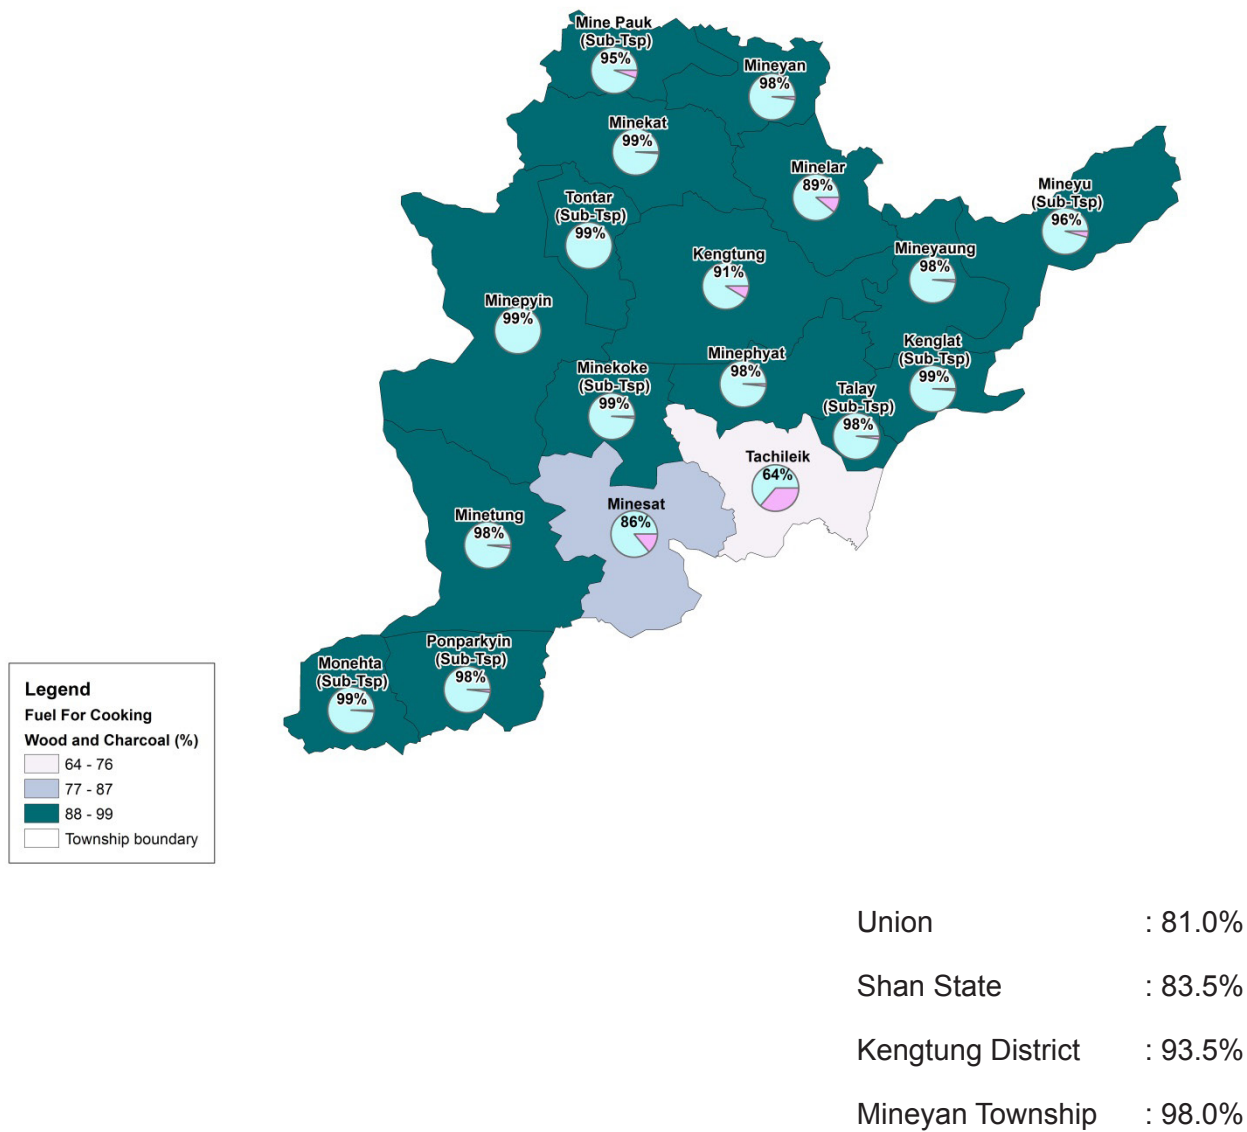 Mine Pauk
(Sub-Tsp)
95%
Mineyan
98%
Minekat
99%
Minelar
89%
Mineyu
(Sub-Tsp)
96%
Tontar
(Sub-Tsp)
99%
Kengtung
91%
Mineyaung
98%
Minepyin
99%
Minekoke
(Sub-Tsp)
99%
Minephyat
98%
Kenglat
(Sub-Tsp)
99%
Talay
(Sub-Tsp)
98%
Tachileik
64%
Minesat
86%
Minetung
98%
Ponparkyin
(Sub-Tsp)
98%
Monehta
(Sub-Tsp)
99%
Legend
Fuel For Cooking
Wood and Charcoal (%)
64 - 76
77 - 87
88 - 99
Township boundary
Union : 81.0%
Shan State : 83.5%
Kengtung District : 93.5%
Mineyan Township : 98.0%